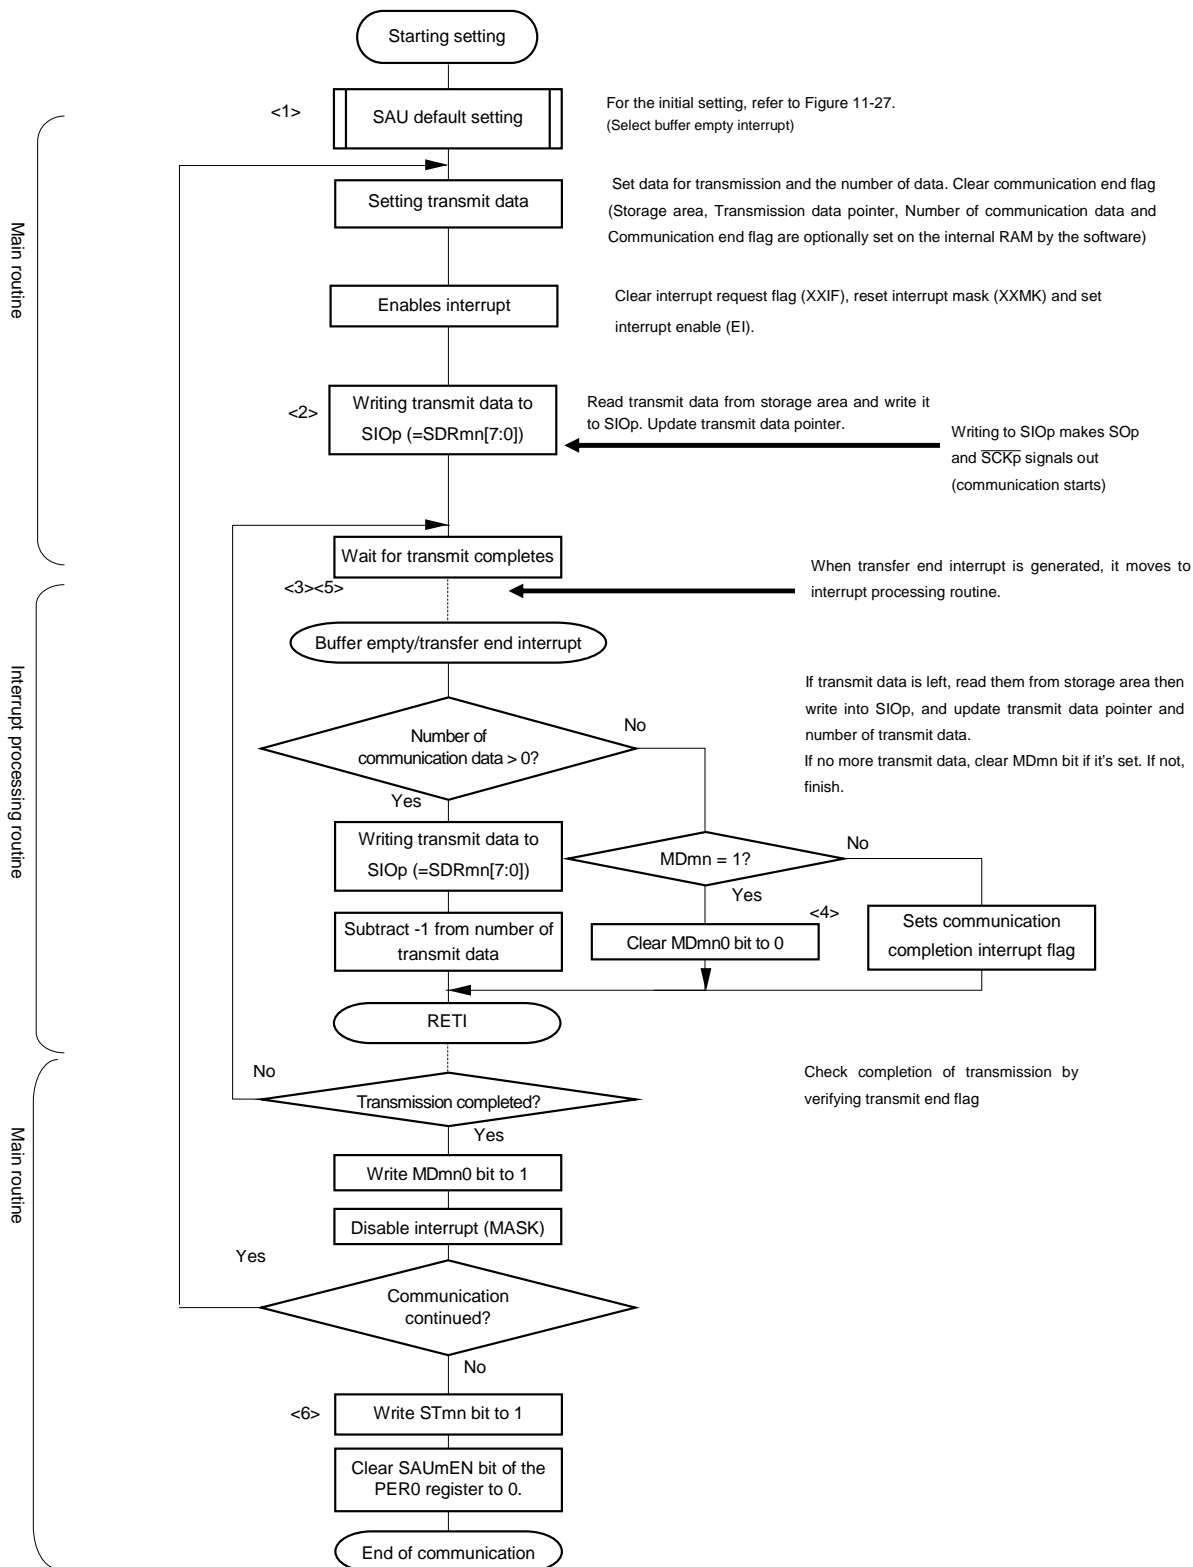 Starting setting
<1>
SAU default setting
For the initial setting, refer to Figure 11-27.
(Select buffer empty interrupt)
Main routine
Setting transmit data
Set data for transmission and the number of data. Clear communication end flag
(Storage area, Transmission data pointer, Number of communication data and
Communication end flag are optionally set on the internal RAM by the software)
Enables interrupt
Clear interrupt request flag (XXIF), reset interrupt mask (XXMK) and set
interrupt enable (EI).
<2>
Writing transmit data to
SIOp (=SDRmn[7:0])
Read transmit data from storage area and write it
to SIOp. Update transmit data pointer.
Writing to SIOp makes SOp
and SCKp signals out
(communication starts)
Wait for transmit completes
<3><5>
When transfer end interrupt is generated, it moves to
interrupt processing routine.
Interrupt processing routine
Buffer empty/transfer end interrupt
Number of
communication data > 0?
No
Yes
If transmit data is left, read them from storage area then
write into SIOp, and update transmit data pointer and
number of transmit data.
If no more transmit data, clear MDmn bit if it's set. If not,
finish.
Writing transmit data to
SIOp (=SDRmn[7:0])
MDmn = 1?
No
Yes
<4>
Subtract -1 from number of
transmit data
Clear MDmn0 bit to 0
Sets communication
completion interrupt flag
RETI
Main routine
No
Transmission completed?
Yes
Check completion of transmission by
verifying transmit end flag
Write MDmn0 bit to 1
Disable interrupt (MASK)
Yes
Communication
continued?
No
<6>
Write STmn bit to 1
Clear SAUmEN bit of the
PER0 register to 0.
End of communication